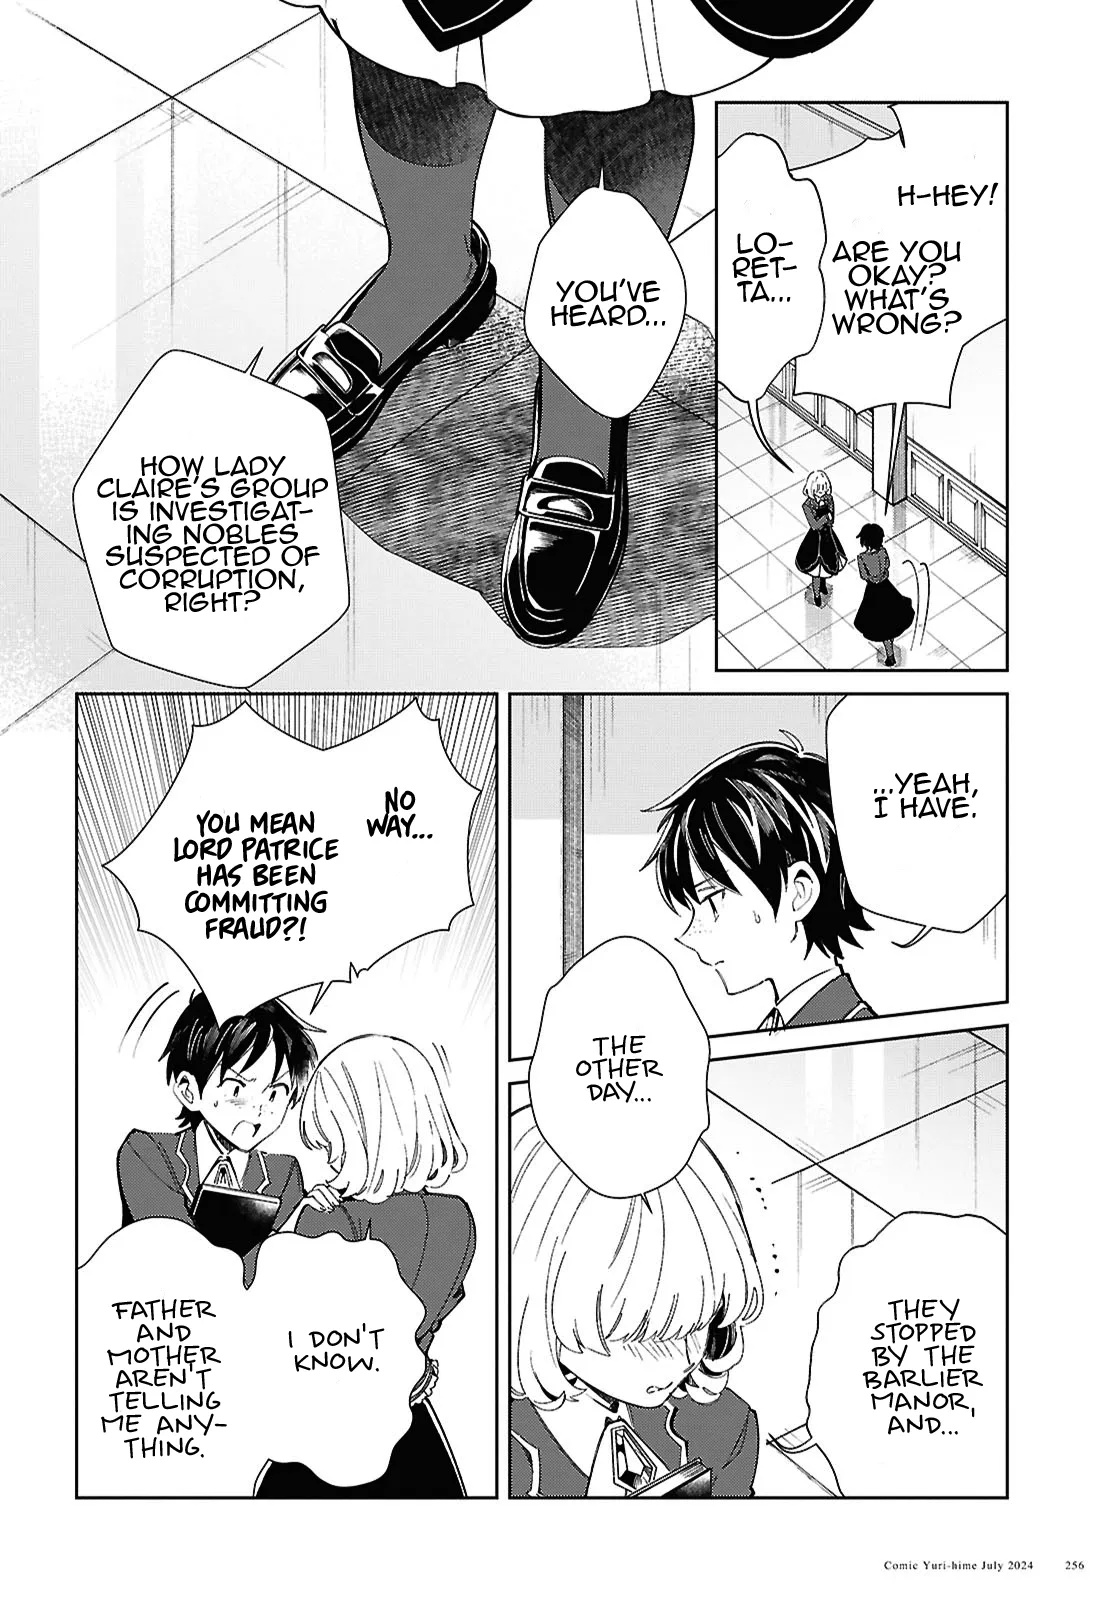 H-HEY!
ARE YOU
OKAY?
WHAT'S
WRONG?
LO-
RET-
TA...
YOU'VE
HEARD...
HOW LADY
CLAIRE'S GROUP
IS INVESTIGAT-
ING NOBLES
SUSPECTED OF
CORRUPTION,
RIGHT?
...YEAH,
I HAVE.
THE
OTHER
DAY...
THEY
STOPPED
BY THE
BARLIER
MANOR,
AND...
NO
WAY...
YOU MEAN
LORD PATRICE
HAS BEEN
COMMITTING
FRAUD?!
I DON'T
KNOW.
FATHER
AND
MOTHER
AREN'T
TELLING
ME ANY-
THING.
Comic Yuri-hime July 2024 256